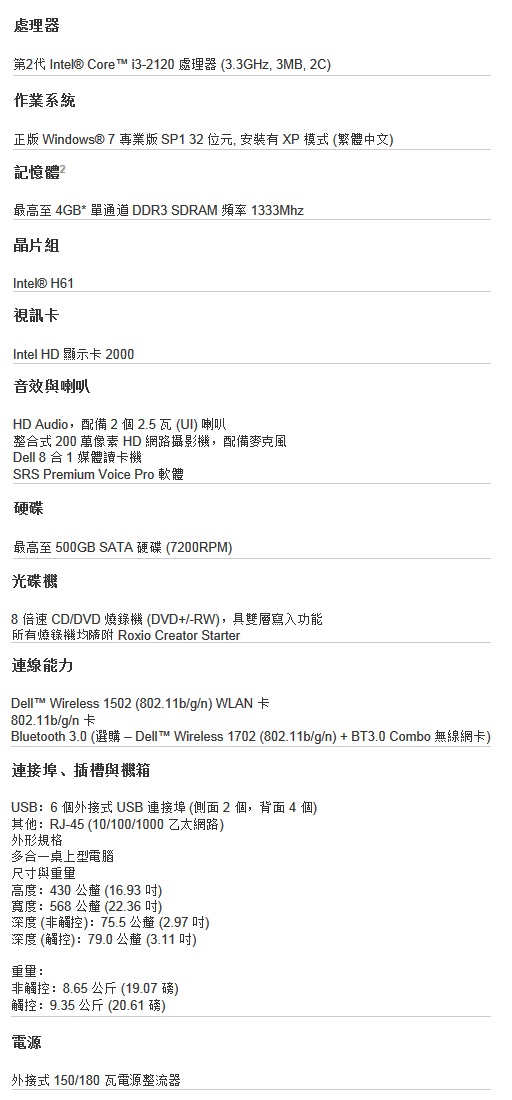 處理器
第2代 Intel® Core™ i3-2120 處理器 (3.3GHz, 3MB, 2C)
作業系統
正版 Windows® 7 專業版 SP1 32 位元, 安裝有 XP 模式 (繁體中文)
記憶體2
最高至 4GB* 單通道 DDR3 SDRAM 頻率 1333Mhz
晶片組
Intel® H61
視訊卡
Intel HD 顯示卡 2000
音效與喇叭
HD Audio，配備 2 個 2.5 瓦 (UI) 喇叭
整合式 200 萬像素 HD 網路攝影機，配備麥克風
Dell 8 合 1 媒體讀卡機
SRS Premium Voice Pro 軟體
硬碟
最高至 500GB SATA 硬碟 (7200RPM)
光碟機
8 倍速 CD/DVD 燒錄機 (DVD+/-RW)，具雙層寫入功能
所有燒錄機均隨附 Roxio Creator Starter
連線能力
Dell™ Wireless 1502 (802.11b/g/n) WLAN 卡
802.11b/g/n 卡
Bluetooth 3.0 (選購 – Dell™ Wireless 1702 (802.11b/g/n) + BT3.0 Combo 無線網卡)
連接埠、插槽與機箱
USB：6 個外接式 USB 連接埠 (側面 2 個，背面 4 個)
其他：RJ-45 (10/100/1000 乙太網路)
外形規格
多合一桌上型電腦
尺寸與重量
高度：430 公釐 (16.93 吋)
寬度：568 公釐 (22.36 吋)
深度 (非觸控)：75.5 公釐 (2.97 吋)
深度 (觸控)：79.0 公釐 (3.11 吋)
重量：
非觸控：8.65 公斤 (19.07 磅)
觸控：9.35 公斤 (20.61 磅)
電源
外接式 150/180 瓦電源整流器